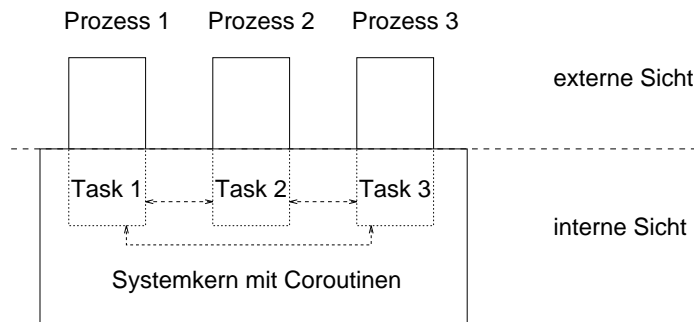 Prozess 1 Prozess 2 Prozess 3
externe Sicht
Task 1 Task 2 Task 3
interne Sicht
Systemkern mit Coroutinen